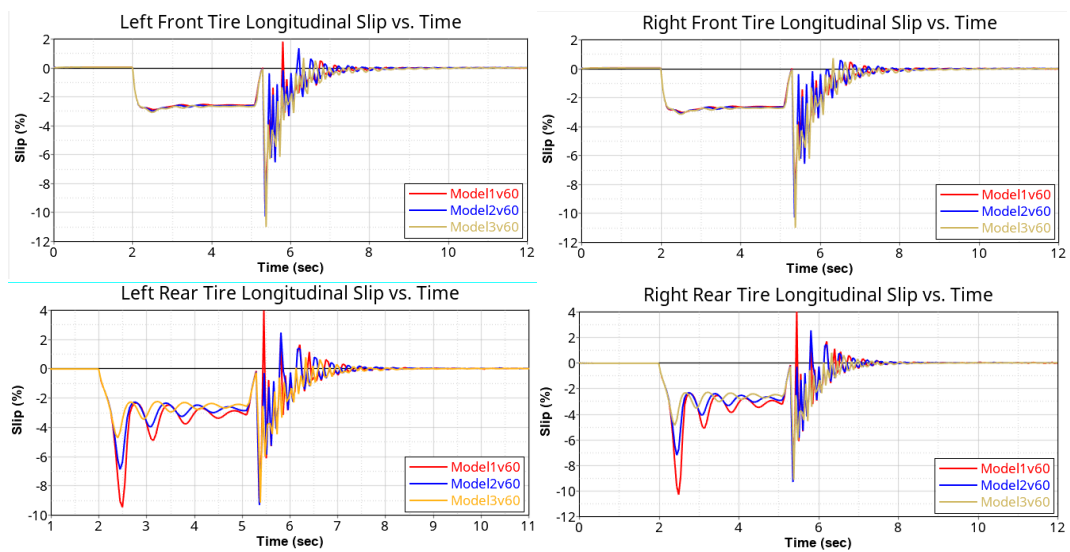 Left Front Tire Longitudinal Slip vs. Time
2
0
-2
-4
-6
-8
-10
-12
Slip (%)
Model1v60
Model2v60
Model3v60
0 2 4 6 8 10 12
Time (sec)
Right Front Tire Longitudinal Slip vs. Time
2
0
-2
-4
-6
-8
-10
-12
Slip (%)
Model1v60
Model2v60
Model3v60
0 2 4 6 8 10 12
Time (sec)
Left Rear Tire Longitudinal Slip vs. Time
4
2
0
-2
-4
-6
-8
-10
Slip (%)
Model1v60
Model2v60
Model3v60
1 2 3 4 5 6 7 8 9 10 11
Time (sec)
Right Rear Tire Longitudinal Slip vs. Time
4
2
0
-2
-4
-6
-8
-10
-12
Slip (%)
Model1v60
Model2v60
Model3v60
0 2 4 6 8 10 12
Time (sec)